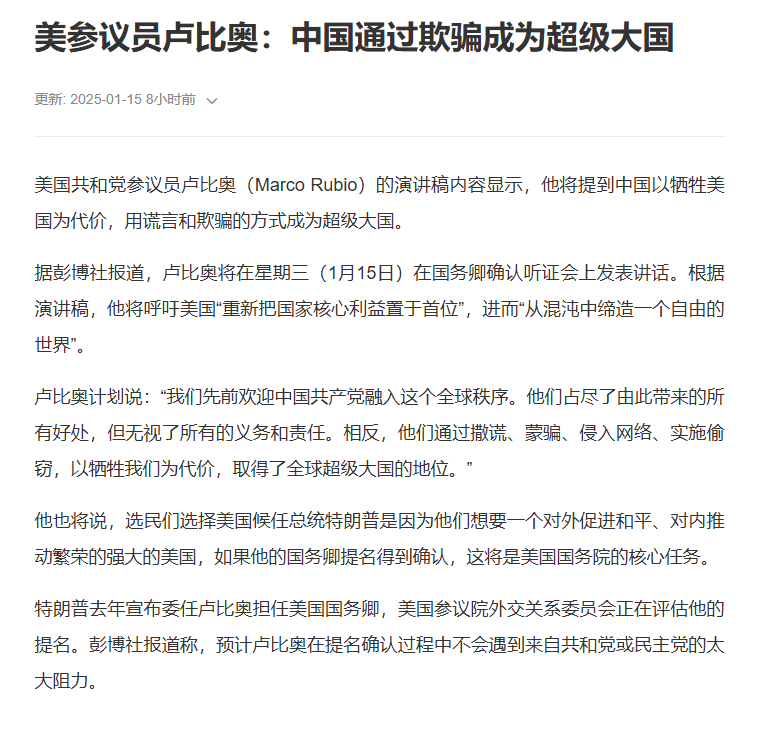 美参议员卢比奥：中国通过欺骗成为超级大国
更新: 2025-01-15 8小时前
美国共和党参议员卢比奥（Marco Rubio）的演讲稿内容显示，他将提到中国以牺牲美
国为代价，用谎言和欺骗的方式成为超级大国。
据彭博社报道，卢比奥将在星期三（1月15日）在国务卿确认听证会上发表讲话。根据
演讲稿，他将呼吁美国“重新把国家核心利益置于首位”，进而“从混沌中缔造一个自由的
世界”。
卢比奥计划说：“我们先前欢迎中国共产党融入这个全球秩序。他们占尽了由此带来的所
有好处，但无视了所有的义务和责任。相反，他们通过撒谎、蒙骗、侵入网络、实施偷
窃，以牺牲我们为代价，取得了全球超级大国的地位。”
他也将说，选民们选择美国候任总统特朗普是因为他们想要一个对外促进和平、对内推
动繁荣的强大的美国，如果他的国务卿提名得到确认，这将是美国国务院的核心任务。
特朗普去年宣布委任卢比奥担任美国国务卿，美国参议院外交关系委员会正在评估他的
提名。彭博社报道称，预计卢比奥在提名确认过程中不会遇到来自共和党或民主党的太
大阻力。